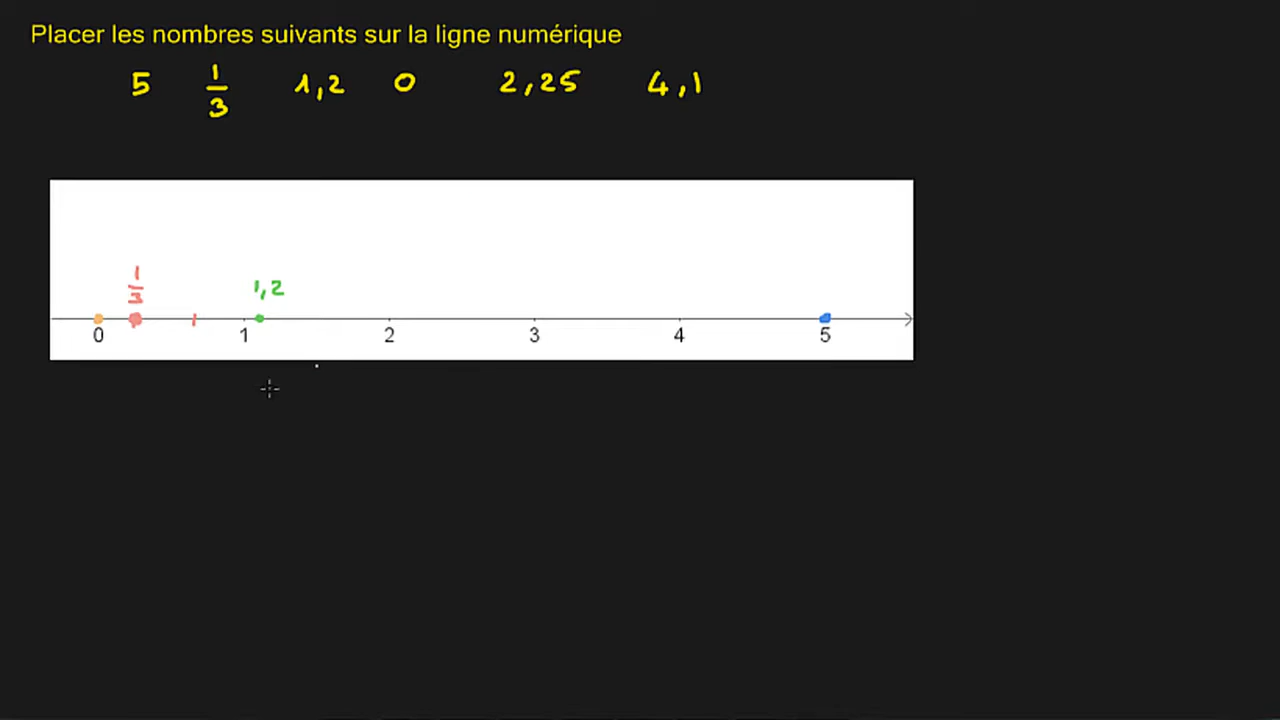 Placer les nombres suivants sur la ligne numérique
5 1/3 1,2 0 2,25 4,1
1/3 1,2
0 1 2 3 4 5